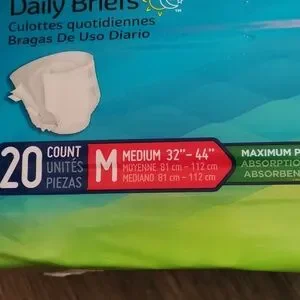 Daily Briefs
Culottes quotidiennes
Bragas De Uso Diario
20 COUNT
UNITÉS
PIEZAS
M MEDIUM 32"- 44"
MOYENNE 81 cm - 112 cm
MEDIANO 81 cm - 112 cm
MAXIMUM P
ABSORPTION
ABSORBEN